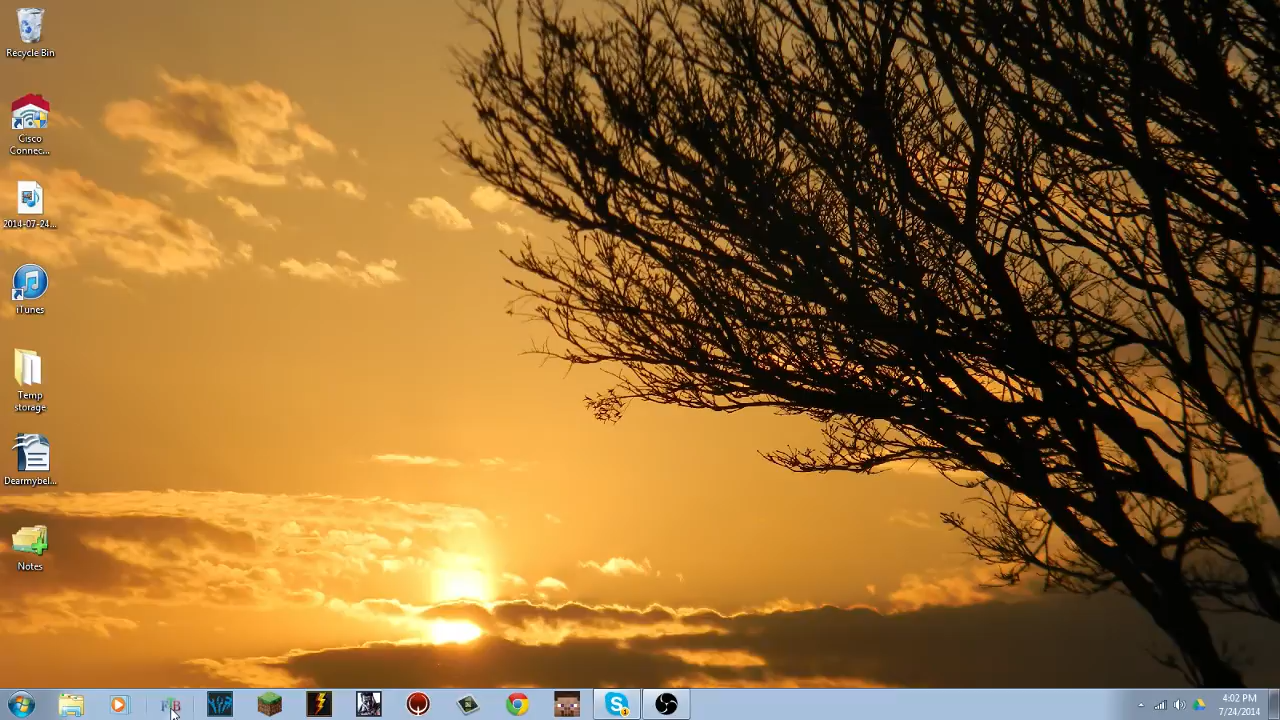 Recycle Bin
Cisco
Connec...
2014-07-24...
iTunes
Temp
storage
Dearmybel...
Notes
4:02 PM
7/24/2014